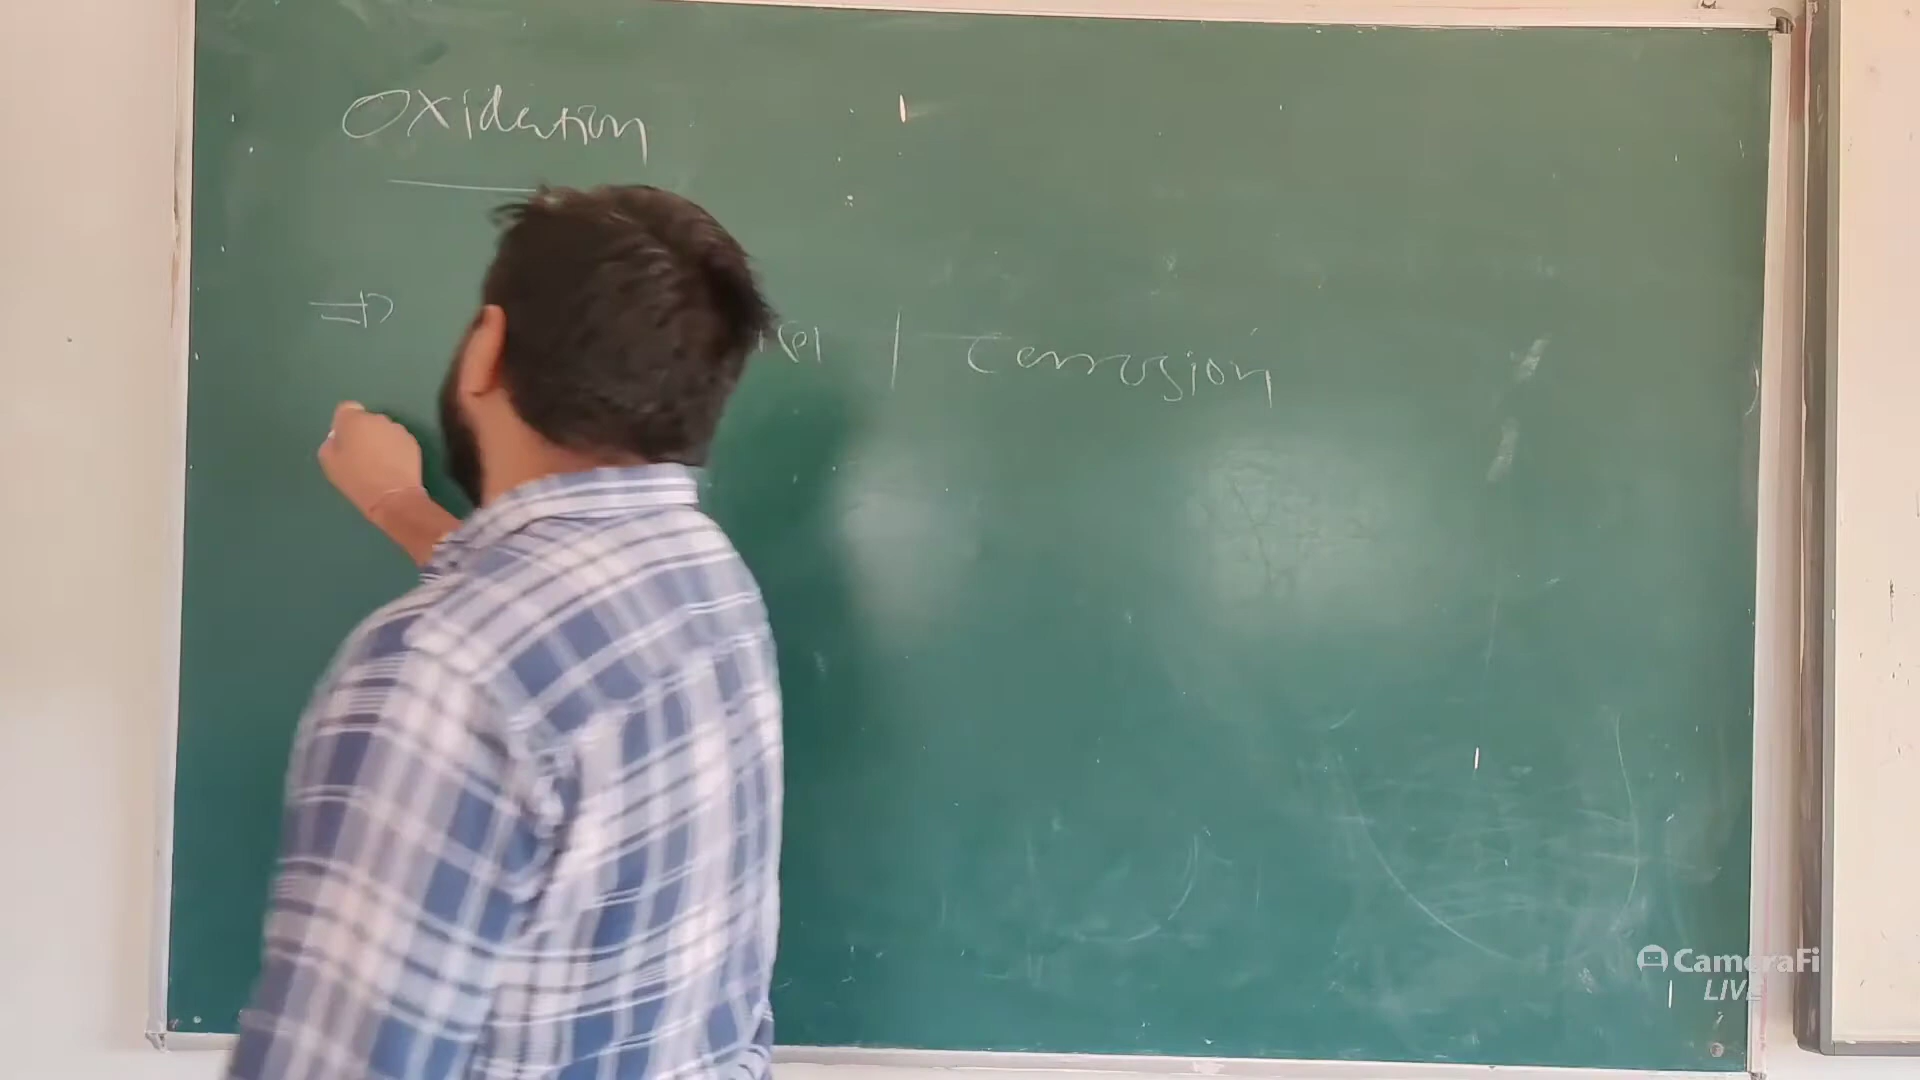 Oxidation
⇒ | Corrosion
CameraFi
LIVE